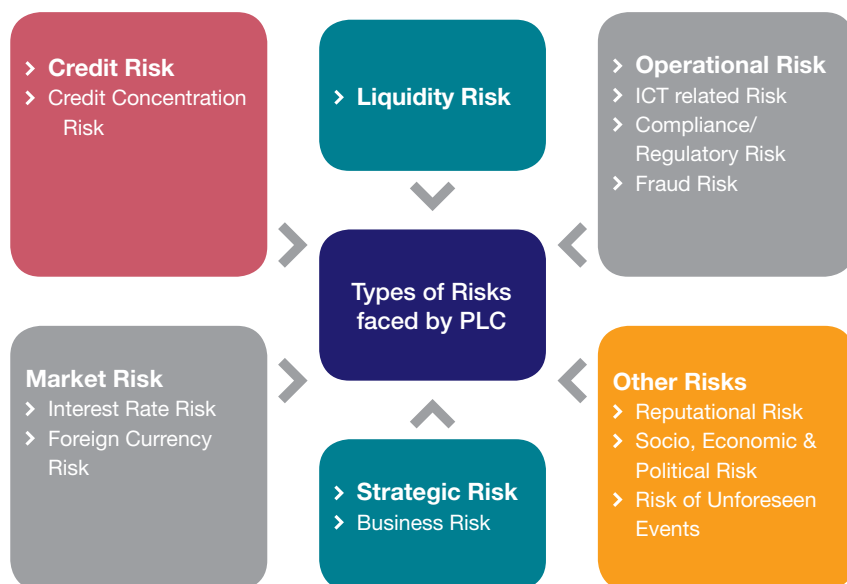 Credit Risk
Credit Concentration
Risk
Liquidity Risk
Operational Risk
ICT related Risk
Compliance/
Regulatory Risk
Fraud Risk
Types of Risks
faced by PLC
Market Risk
Interest Rate Risk
Foreign Currency
Risk
Strategic Risk
Business Risk
Other Risks
Reputational Risk
Socio, Economic &
Political Risk
Risk of Unforeseen
Events